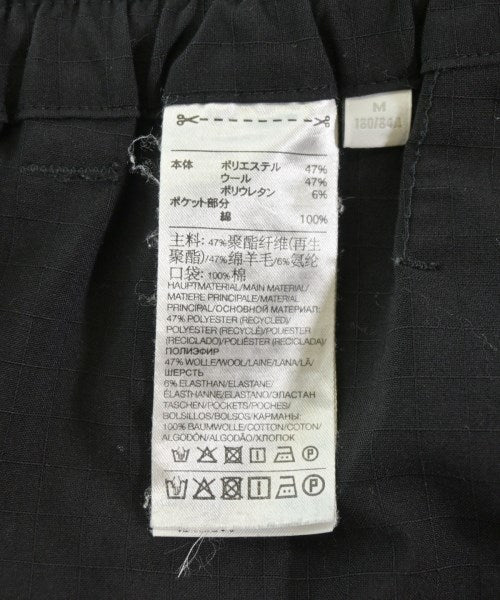 M
180/84A
本体 ポリエステル 47%
ウール 47%
ポリウレタン 6%
ポケット部分
綿 100%
主料: 47%聚酯纤维(再生
聚酯)/47%绵羊毛/6%氨纶
口袋: 100%棉
HAUPTMATERIAL/MAIN MATERIAL/
MATIERE PRINCIPALE/MATERIAL
PRINCIPAL/ОСНОВНОЙ МАТЕРИАЛ:
47% POLYESTER (RECYCLED)/
POLYESTER (RECYCLÉ)/POLIESTER
(RECICLADO)/POLIÉSTER (RECICLADA)/
ПОЛИЭФИР
47% WOLLE/WOOL/LAINE/LANA/LÃ/
ШЕРСТЬ
6% ELASTHAN/ELASTANE/
ÉLASTHANNE/ELASTANO/ЭЛАСТАН
TASCHEN/POCKETS/POCHES/
BOLSILLOS/BOLSOS/КАРМАНЫ:
100% BAUMWOLLE/COTTON/COTON/
ALGODÓN/ALGODÃO/ХЛОПОК